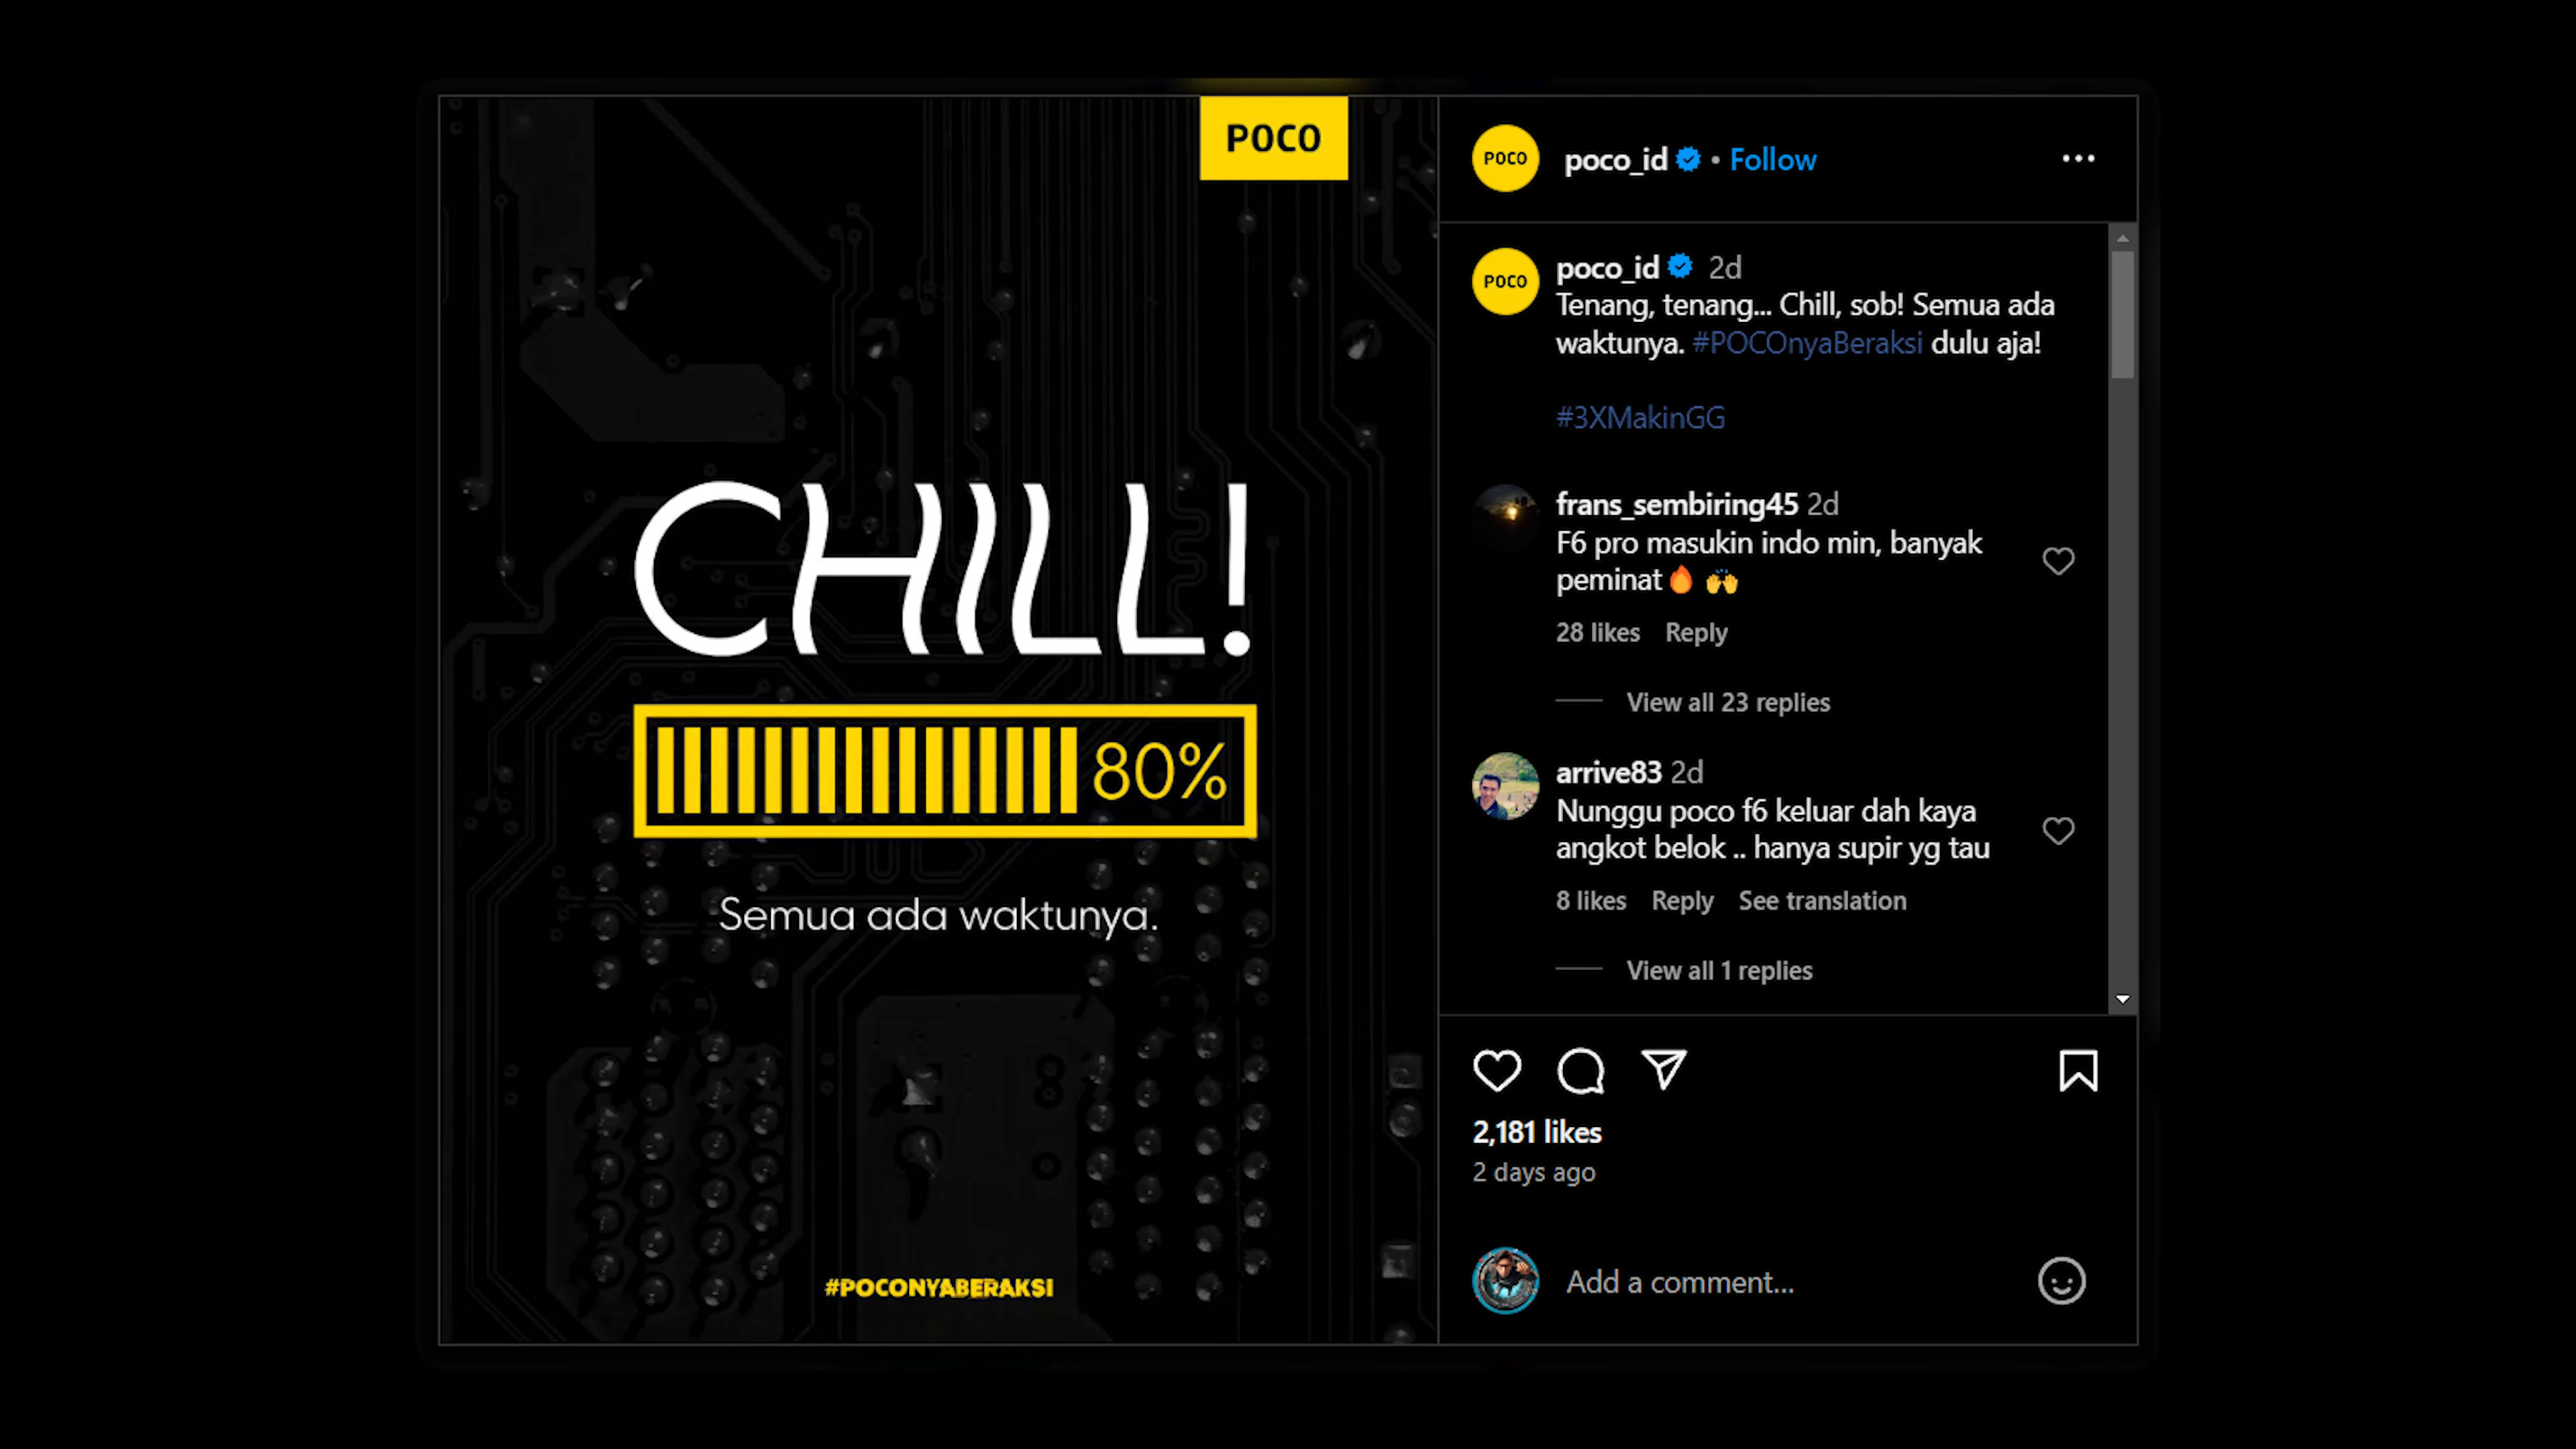 POCO
CHILL!
80%
Semua ada waktunya.
#POCONYABERAKSI
POCO
poco_id • Follow
POCO
poco_id 2d
Tenang, tenang... Chill, sob! Semua ada
waktunya. #POCOnyaBeraksi dulu aja!
#3XMakinGG
frans_sembiring45 2d
F6 pro masukin indo min, banyak
peminat🔥 🙌
28 likes Reply
View all 23 replies
arrive83 2d
Nunggu poco f6 keluar dah kaya
angkot belok .. hanya supir yg tau
8 likes Reply See translation
View all 1 replies
2,181 likes
2 days ago
Add a comment...